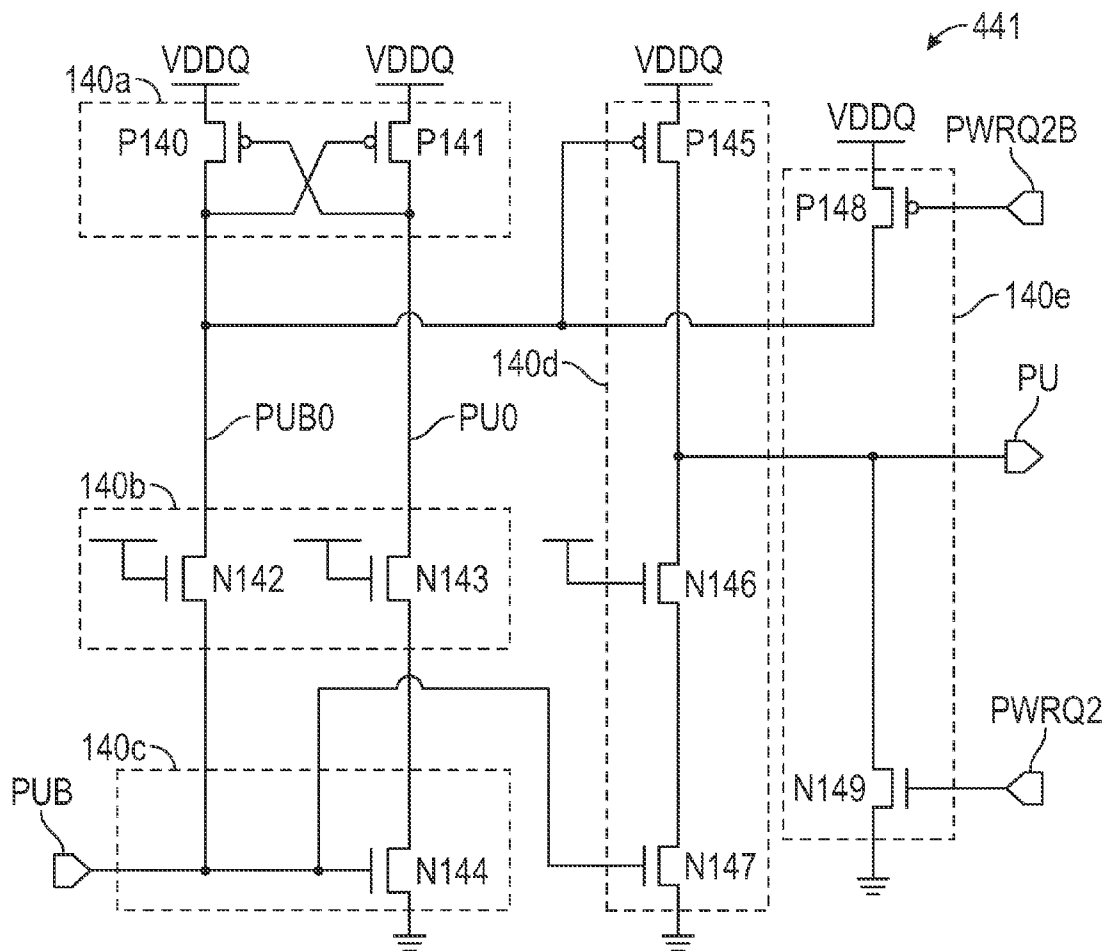 441
VDDQ
VDDQ
VDDQ
140a
VDDQ
PWRQ2B
P140
P141
P145
P148
140e
140d
PU
PUB0
PU0
140b
N142
N143
N146
PWRQ2
140c
PUB
N149
N144
N147